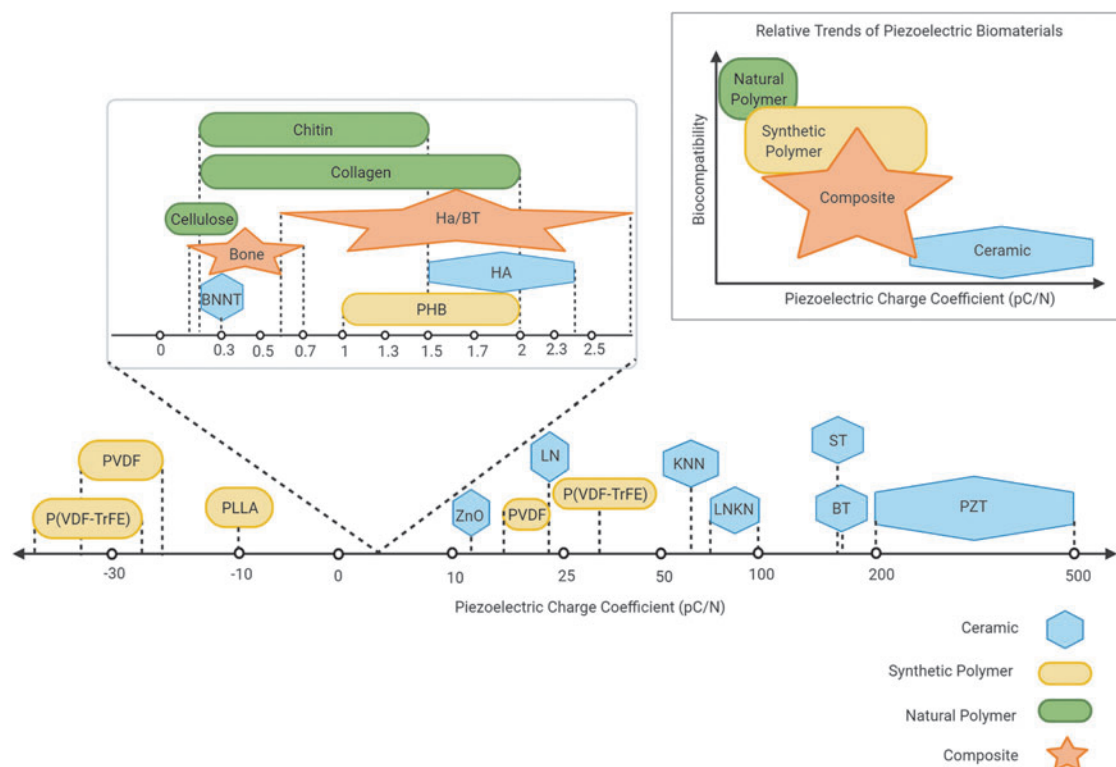 Relative Trends of Piezoelectric Biomaterials
Biocompatibility
Natural
Polymer
Synthetic
Polymer
Composite
Ceramic
Piezoelectric Charge Coefficient (pC/N)
Chitin
Collagen
Cellulose
Ha/BT
Bone
HA
BNNT
PHB
0 0.3 0.5 0.7 1 1.3 1.5 1.7 2 2.3 2.5
PVDF
P(VDF-TrFE)
PLLA
ZnO
LN
PVDF
P(VDF-TrFE)
KNN
LNKN
ST
BT
PZT
-30 -10 0 10 25 50 100 200 500
Piezoelectric Charge Coefficient (pC/N)
Ceramic
Synthetic Polymer
Natural Polymer
Composite